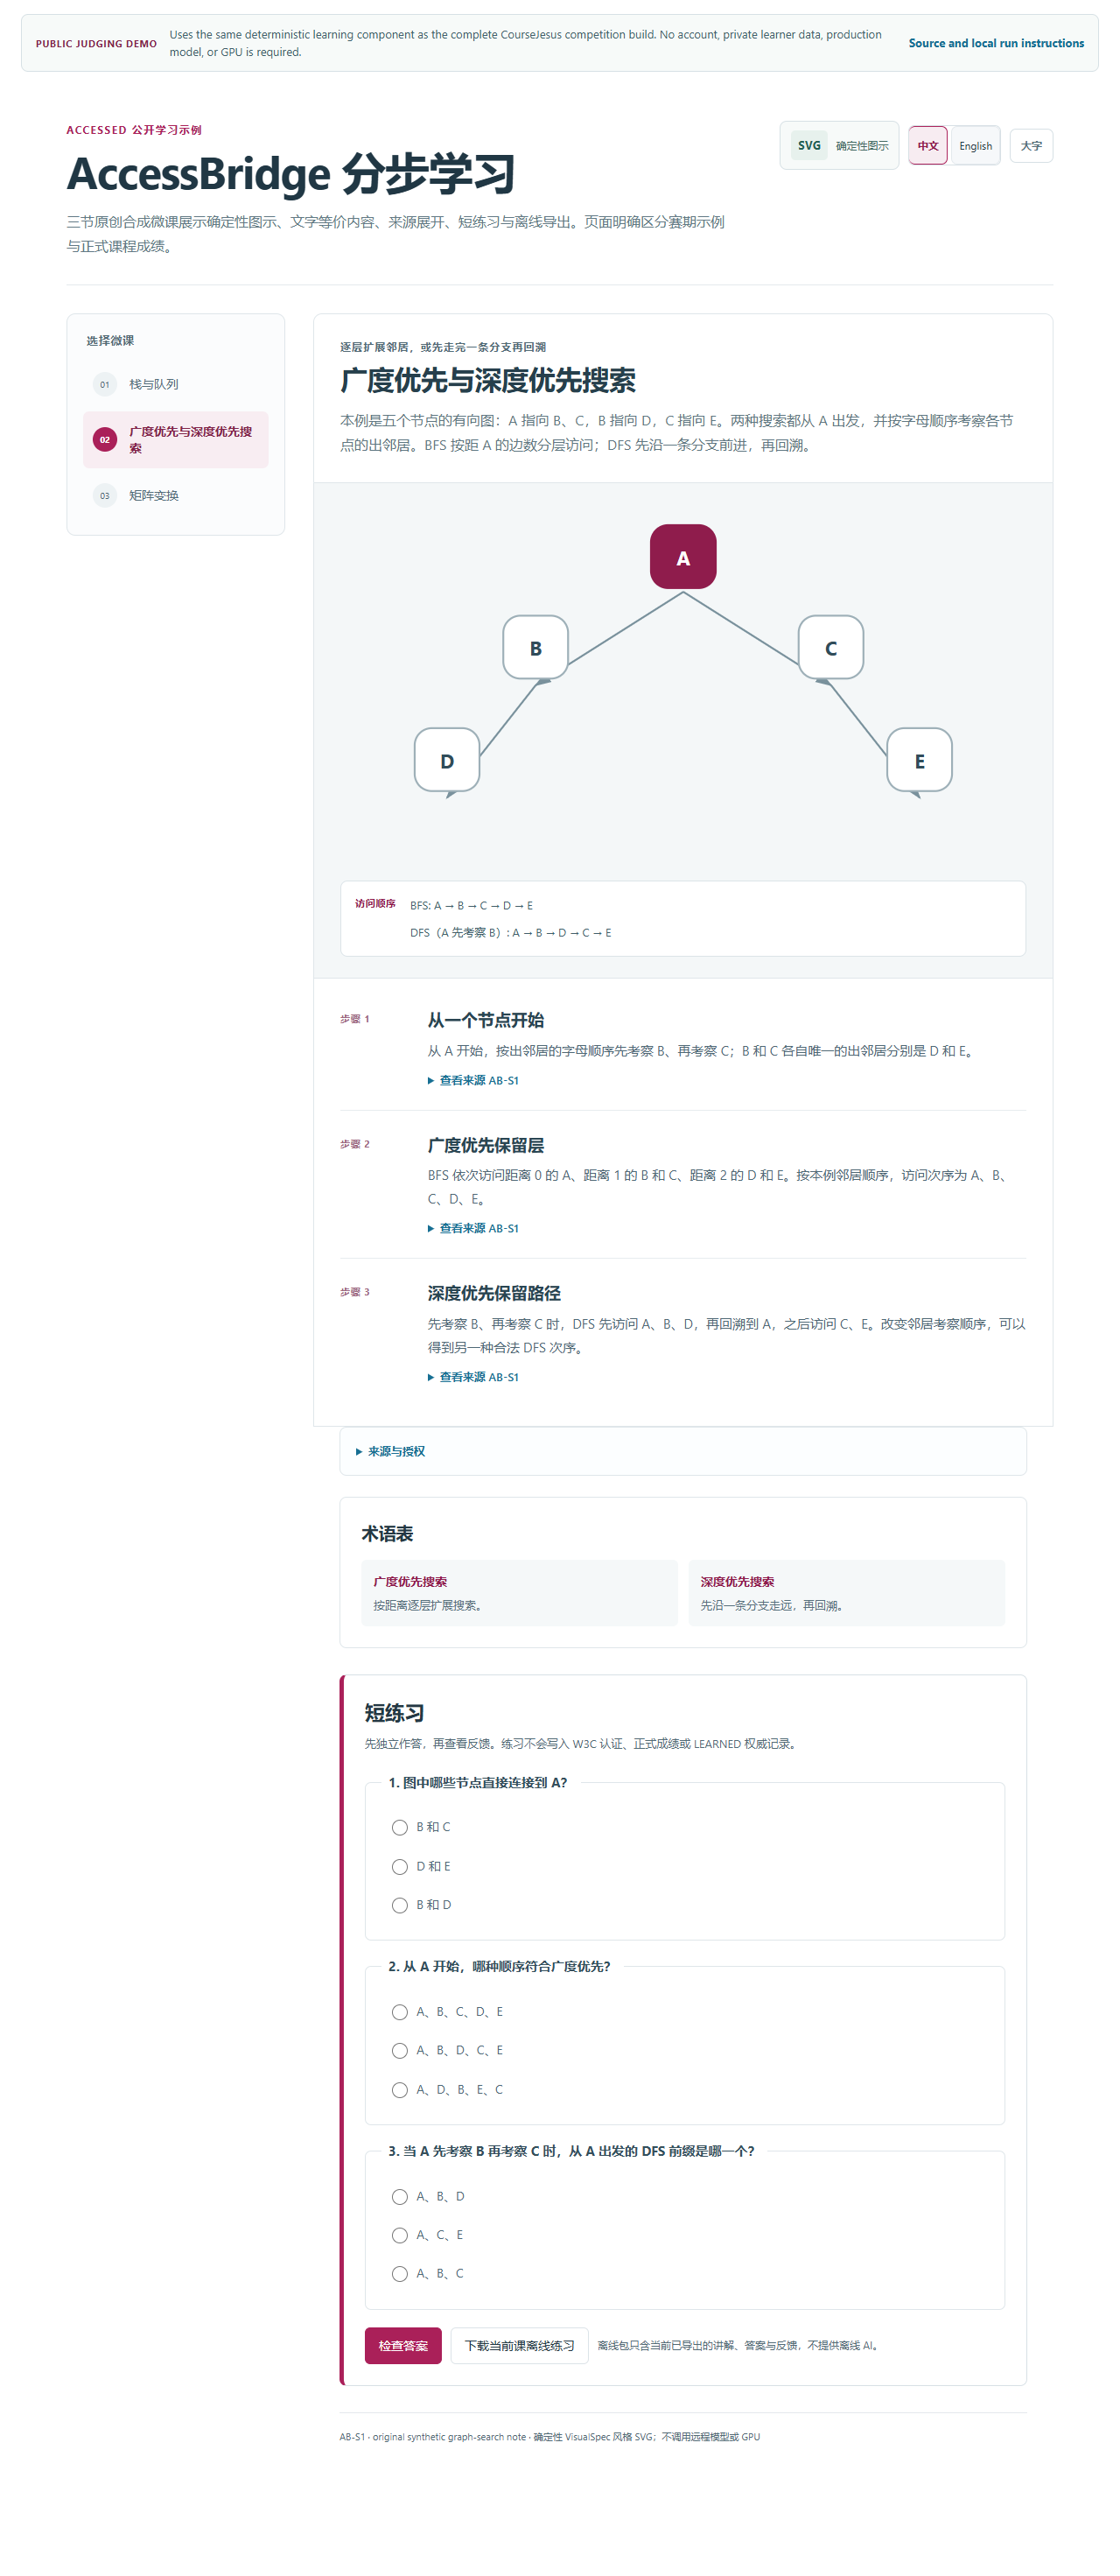 PUBLIC JUDGING DEMO
Uses the same deterministic learning component as the complete CourseJesus competition build. No account, private learner data, production
model, or GPU is required.
Source and local run instructions
ACCESSED 公开学习示例
AccessBridge 分步学习
三节原创合成微课展示确定性图示、文字等价内容、来源展开、短练习与离线导出。页面明确区分赛期示例
与正式课程成绩。
SVG 确定性图示
中文
English
大字
选择微课
01 栈与队列
02 广度优先与深度优先搜
索
03 矩阵变换
逐层扩展邻居，或先走完一条分支再回溯
广度优先与深度优先搜索
本例是五个节点的有向图：A 指向 B、C，B 指向 D，C 指向 E。两种搜索都从 A 出发，并按字母顺序考察各节
点的出邻居。BFS 按距 A 的边数分层访问；DFS 先沿一条分支前进，再回溯。
A
B
C
D
E
访问顺序 BFS: A → B → C → D → E
DFS（A 先考察 B）: A → B → D → C → E
步骤 1
从一个节点开始
从 A 开始，按出邻居的字母顺序先考察 B、再考察 C；B 和 C 各自唯一的出邻居分别是 D 和 E。
▶ 查看来源 AB-S1
步骤 2
广度优先保留层
BFS 依次访问距离 0 的 A、距离 1 的 B 和 C、距离 2 的 D 和 E。按本例邻居顺序，访问次序为 A、B、
C、D、E。
▶ 查看来源 AB-S1
步骤 3
深度优先保留路径
先考察 B、再考察 C 时，DFS 先访问 A、B、D，再回溯到 A，之后访问 C、E。改变邻居考察顺序，可以
得到另一种合法 DFS 次序。
▶ 查看来源 AB-S1
▶ 来源与授权
术语表
广度优先搜索
按距离逐层扩展搜索。
深度优先搜索
先沿一条分支走远，再回溯。
短练习
先独立作答，再查看反馈。练习不会写入 W3C 认证、正式成绩或 LEARNED 权威记录。
1. 图中哪些节点直接连接到 A？
B 和 C
D 和 E
B 和 D
2. 从 A 开始，哪种顺序符合广度优先？
A、B、C、D、E
A、B、D、C、E
A、D、B、E、C
3. 当 A 先考察 B 再考察 C 时，从 A 出发的 DFS 前缀是哪一个？
A、B、D
A、C、E
A、B、C
检查答案
下载当前课离线练习
离线包只含当前已导出的讲解、答案与反馈，不提供离线 AI。
AB-S1 · original synthetic graph-search note · 确定性 VisualSpec 风格 SVG；不调用远程模型或 GPU